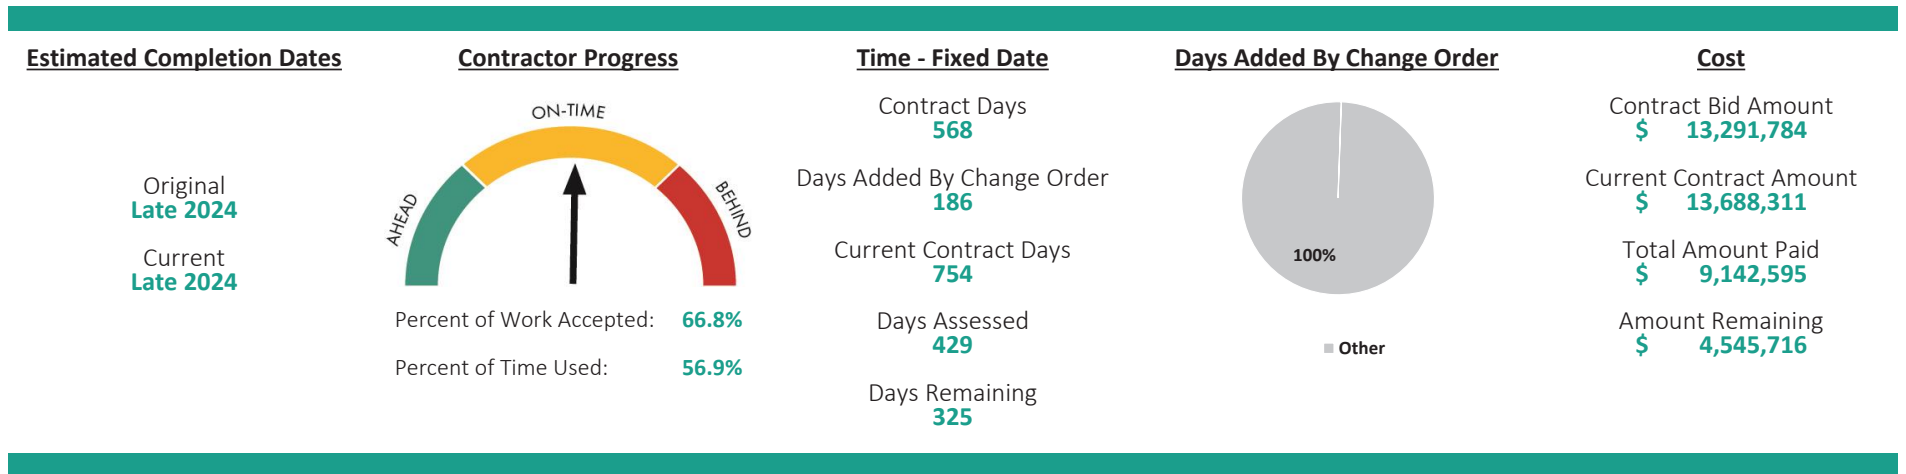 Estimated Completion Dates
Original
Late 2024
Current
Late 2024
Contractor Progress
ON-TIME
AHEAD
BEHIND
Percent of Work Accepted: 66.8%
Percent of Time Used: 56.9%
Time - Fixed Date
Contract Days
568
Days Added By Change Order
186
Current Contract Days
754
Days Assessed
429
Days Remaining
325
Days Added By Change Order
100%
Other
Cost
Contract Bid Amount
$ 13,291,784
Current Contract Amount
$ 13,688,311
Total Amount Paid
$ 9,142,595
Amount Remaining
$ 4,545,716